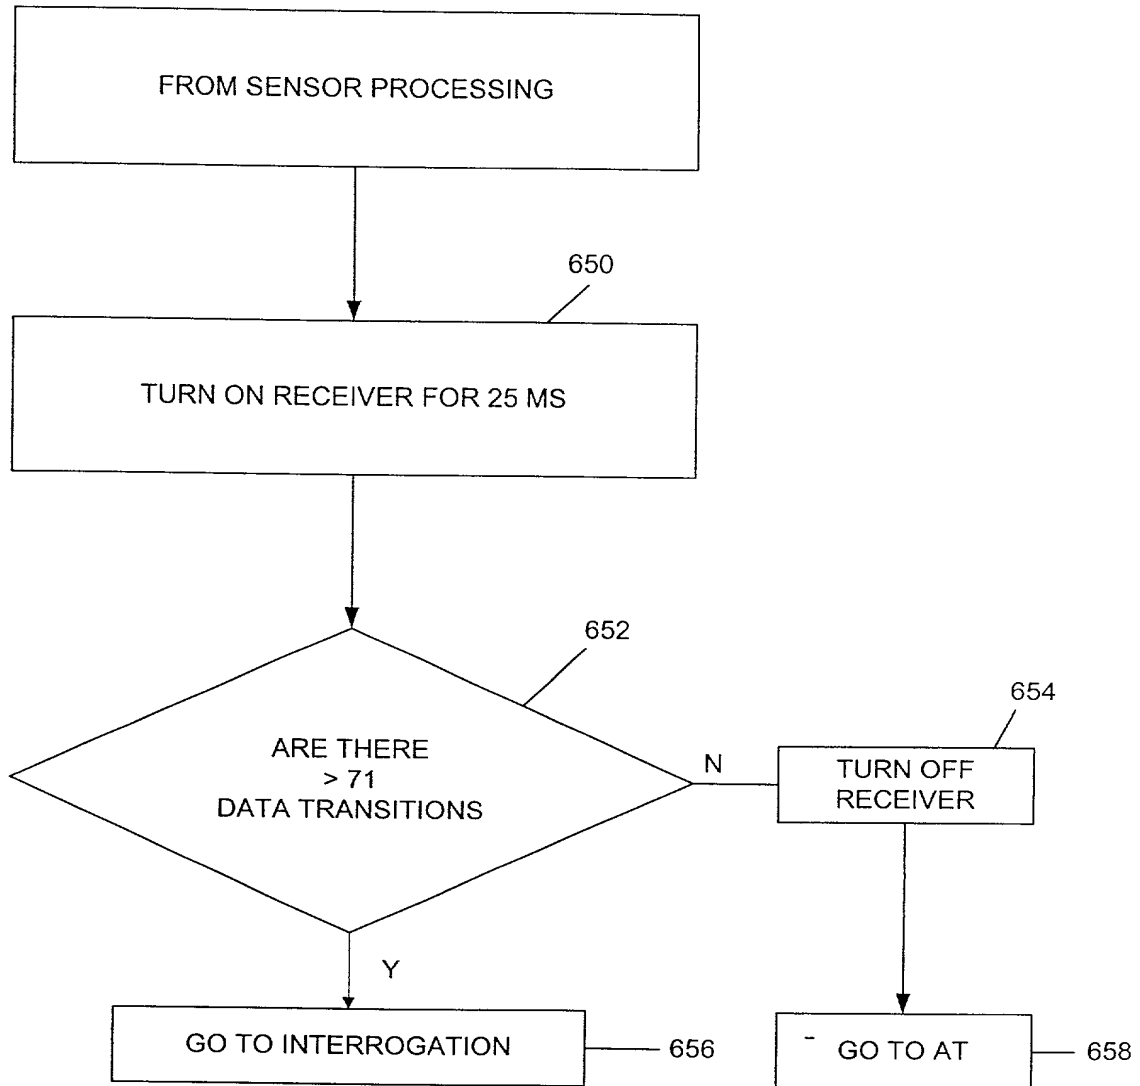 FROM SENSOR PROCESSING
650
TURN ON RECEIVER FOR 25 MS
652
ARE THERE
> 71
DATA TRANSITIONS
N
654
TURN OFF
RECEIVER
Y
GO TO INTERROGATION
656
- GO TO AT
658